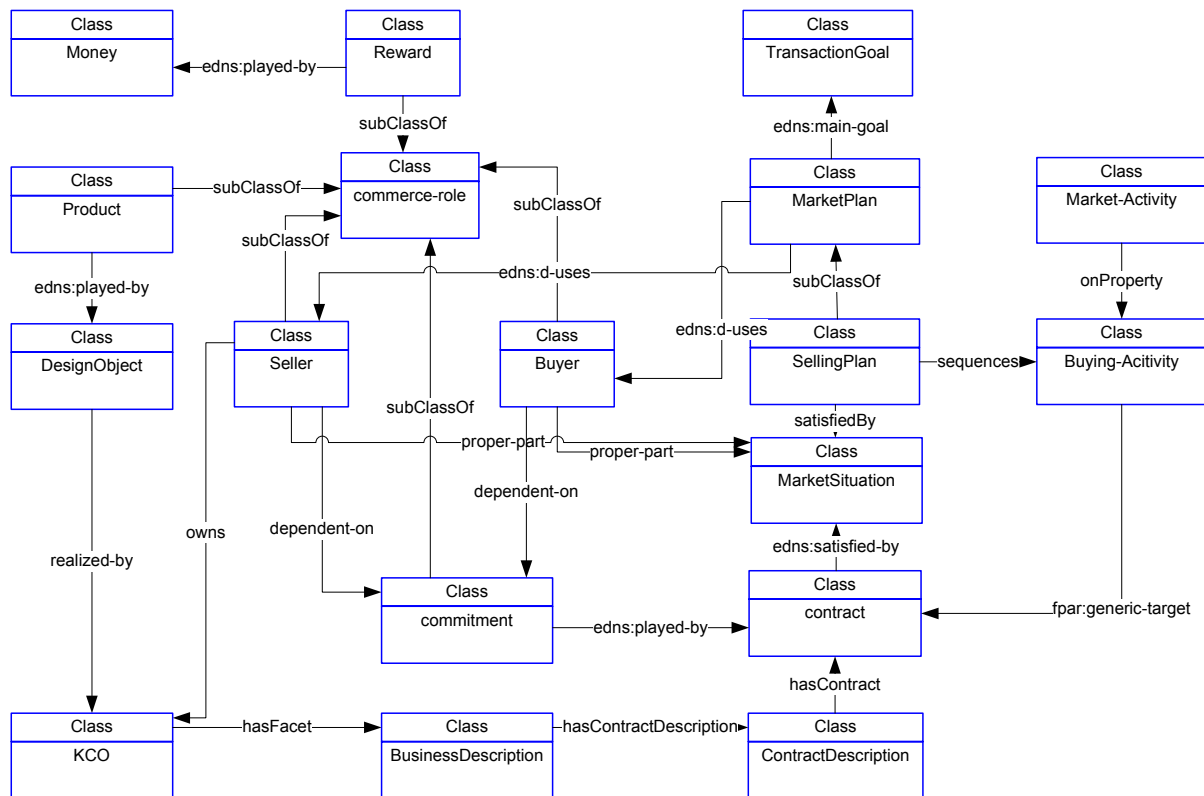 Class
Money
Class
Reward
Class
TransactionGoal
edns:played-by
subClassOf
edns:main-goal
Class
Product
subClassOf
Class
commerce-role
subClassOf
subClassOf
Class
MarketPlan
Class
Market-Activity
edns:played-by
edns:d-uses
subClassOf
onProperty
Class
DesignObject
Class
Seller
Class
Buyer
edns:d-uses
Class
SellingPlan
sequences
Class
Buying-Acitivity
subClassOf
satisfiedBy
proper-part
proper-part
Class
MarketSituation
dependent-on
owns
dependent-on
realized-by
edns:satisfied-by
Class
commitment
edns:played-by
Class
contract
fpar:generic-target
hasContract
Class
KCO
hasFacet
Class
BusinessDescription
hasContractDescription
Class
ContractDescription